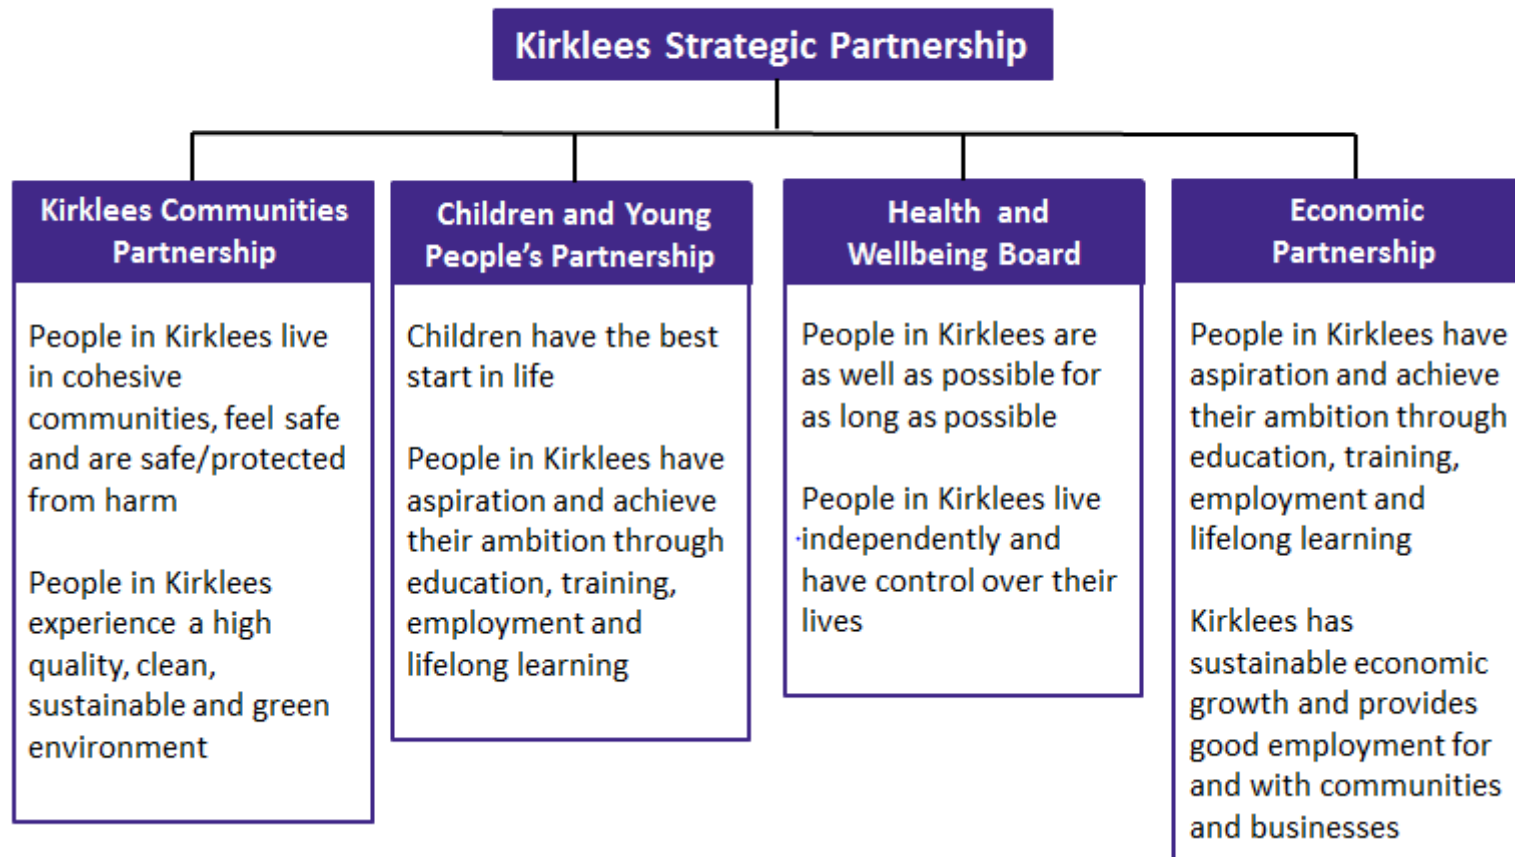 Kirklees Strategic Partnership
Kirklees Communities
Partnership
People in Kirklees live
in cohesive
communities, feel safe
and are safe/protected
from harm
People in Kirklees
experience a high
quality, clean,
sustainable and green
environment
Children and Young
People’s Partnership
Children have the best
start in life
People in Kirklees have
aspiration and achieve
their ambition through
education, training,
employment and
lifelong learning
Health and
Wellbeing Board
People in Kirklees are
as well as possible for
as long as possible
People in Kirklees live
independently and
have control over their
lives
Economic
Partnership
People in Kirklees have
aspiration and achieve
their ambition through
education, training,
employment and
lifelong learning
Kirklees has
sustainable economic
growth and provides
good employment for
and with communities
and businesses